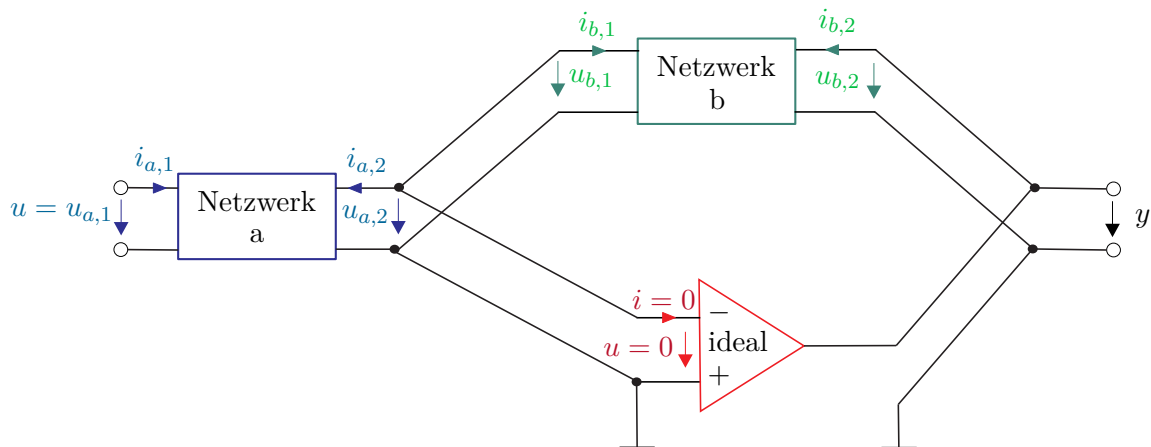 i_{b,1}
i_{b,2}
u_{b,1}
Netzwerk
b
u_{b,2}
i_{a,1}
i_{a,2}
u = u_{a,1}
Netzwerk
a
u_{a,2}
y
i = 0
−
ideal
u = 0
+